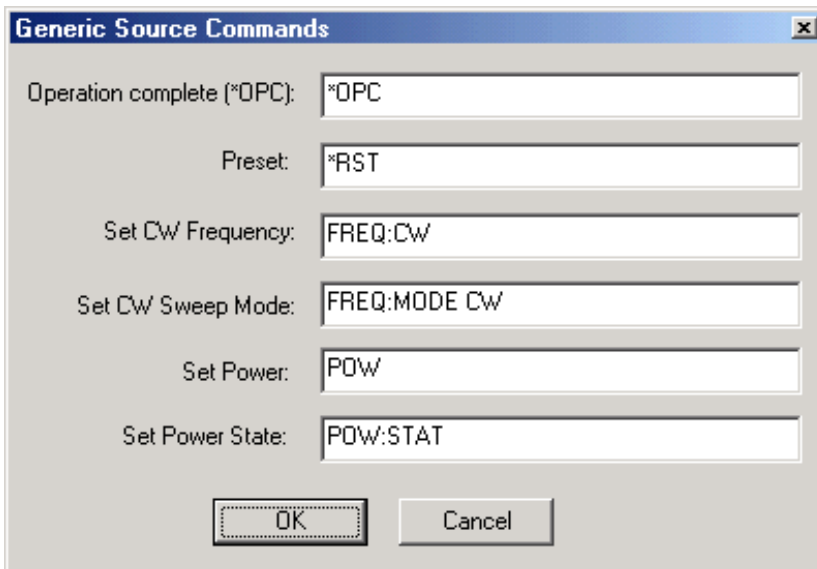 Generic Source Commands
Operation complete (*OPC): *OPC
Preset: *RST
Set CW Frequency: FREQ:CW
Set CW Sweep Mode: FREQ:MODE CW
Set Power: POW
Set Power State: POW:STAT
OK Cancel